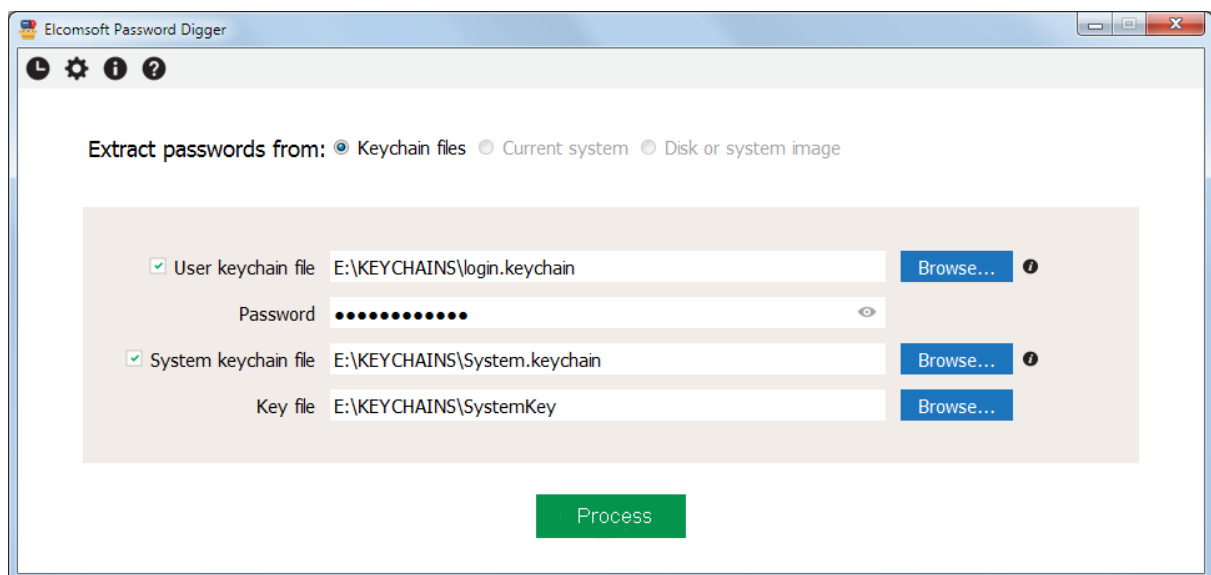 Elcomsoft Password Digger
Extract passwords from: Keychain files Current system Disk or system image
User keychain file E:\KEYCHAINS\login.keychain Browse...
Password ●●●●●●●●●●●●
System keychain file E:\KEYCHAINS\System.keychain Browse...
Key file E:\KEYCHAINS\SystemKey Browse...
Process